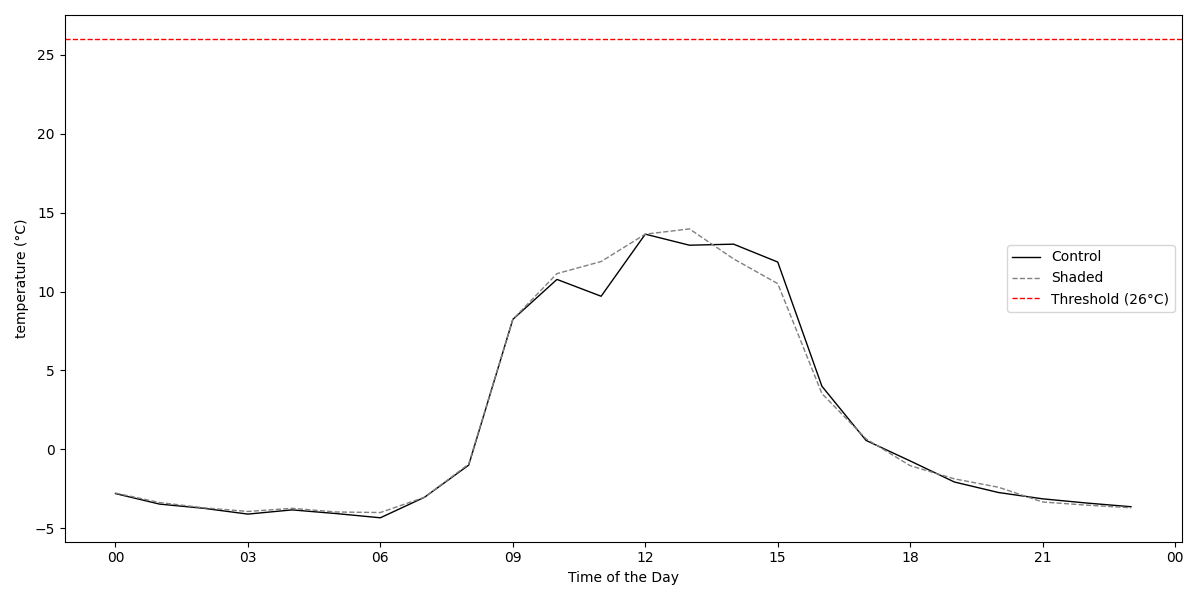 25
20
15
10
5
0
−5
temperature (°C)
Control
Shaded
Threshold (26°C)
00 03 06 09 12 15 18 21 00
Time of the Day